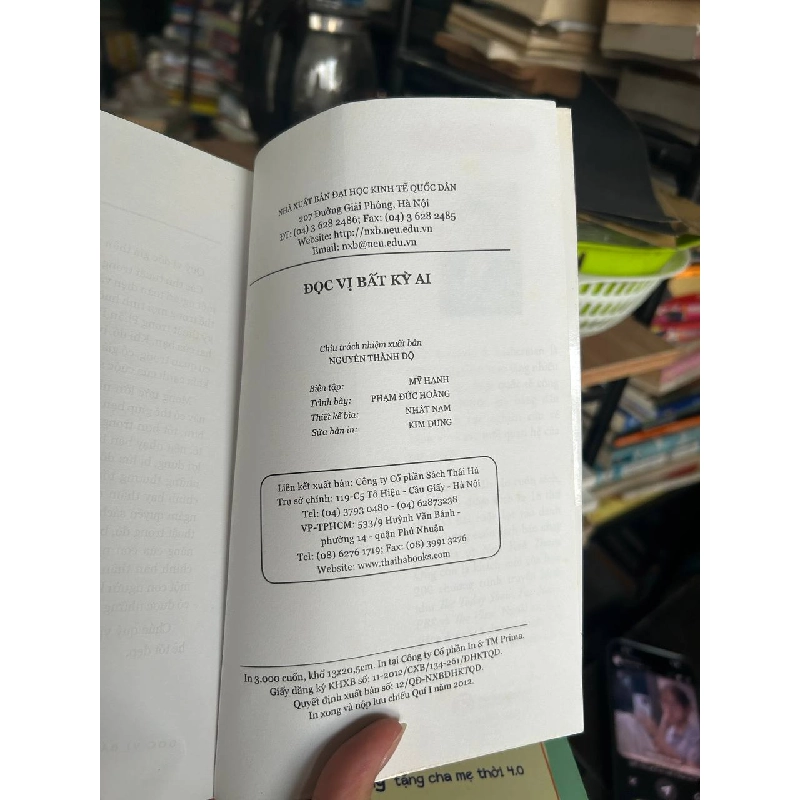 NHÀ XUẤT BẢN ĐẠI HỌC KINH TẾ QUỐC DÂN
207 Đường Giải Phóng, Hà Nội
ĐT: (04) 3 628 2486; Fax: (04) 3 628 2485
Website: http://nxb.neu.edu.vn
Email: nxb@neu.edu.vn
ĐỌC VỊ BẤT KỲ AI
Chịu trách nhiệm xuất bản
NGUYỄN THÀNH ĐỘ
Biên tập: MỸ HẠNH
Trình bày: PHẠM ĐỨC HOÀNG
Thiết kế bìa: NHẬT NAM
Sửa bản in: KIM DUNG
Liên kết xuất bản: Công ty Cổ phần Sách Thái Hà
Trụ sở chính: 119-C5 Tô Hiệu - Cầu Giấy - Hà Nội
Tel: (04) 3793 0480 - (04) 62873238
VP-TPHCM: 533/9 Huỳnh Văn Bánh -
phường 14 - quận Phú Nhuận
Tel: (08) 6276 1719; Fax: (08) 3991 3276
Website: www.thaihabooks.com
In 3.000 cuốn, khổ 13x20,5cm. In tại Công ty Cổ phần In & TM Prima.
Giấy đăng ký KHXB số: 11-2012/CXB/134-261/ĐHKTQD.
Quyết định xuất bản số: 12/QĐ-NXBĐHKTQD.
In xong và nộp lưu chiểu Quí I năm 2012.
tặng cha mẹ thời 4.0